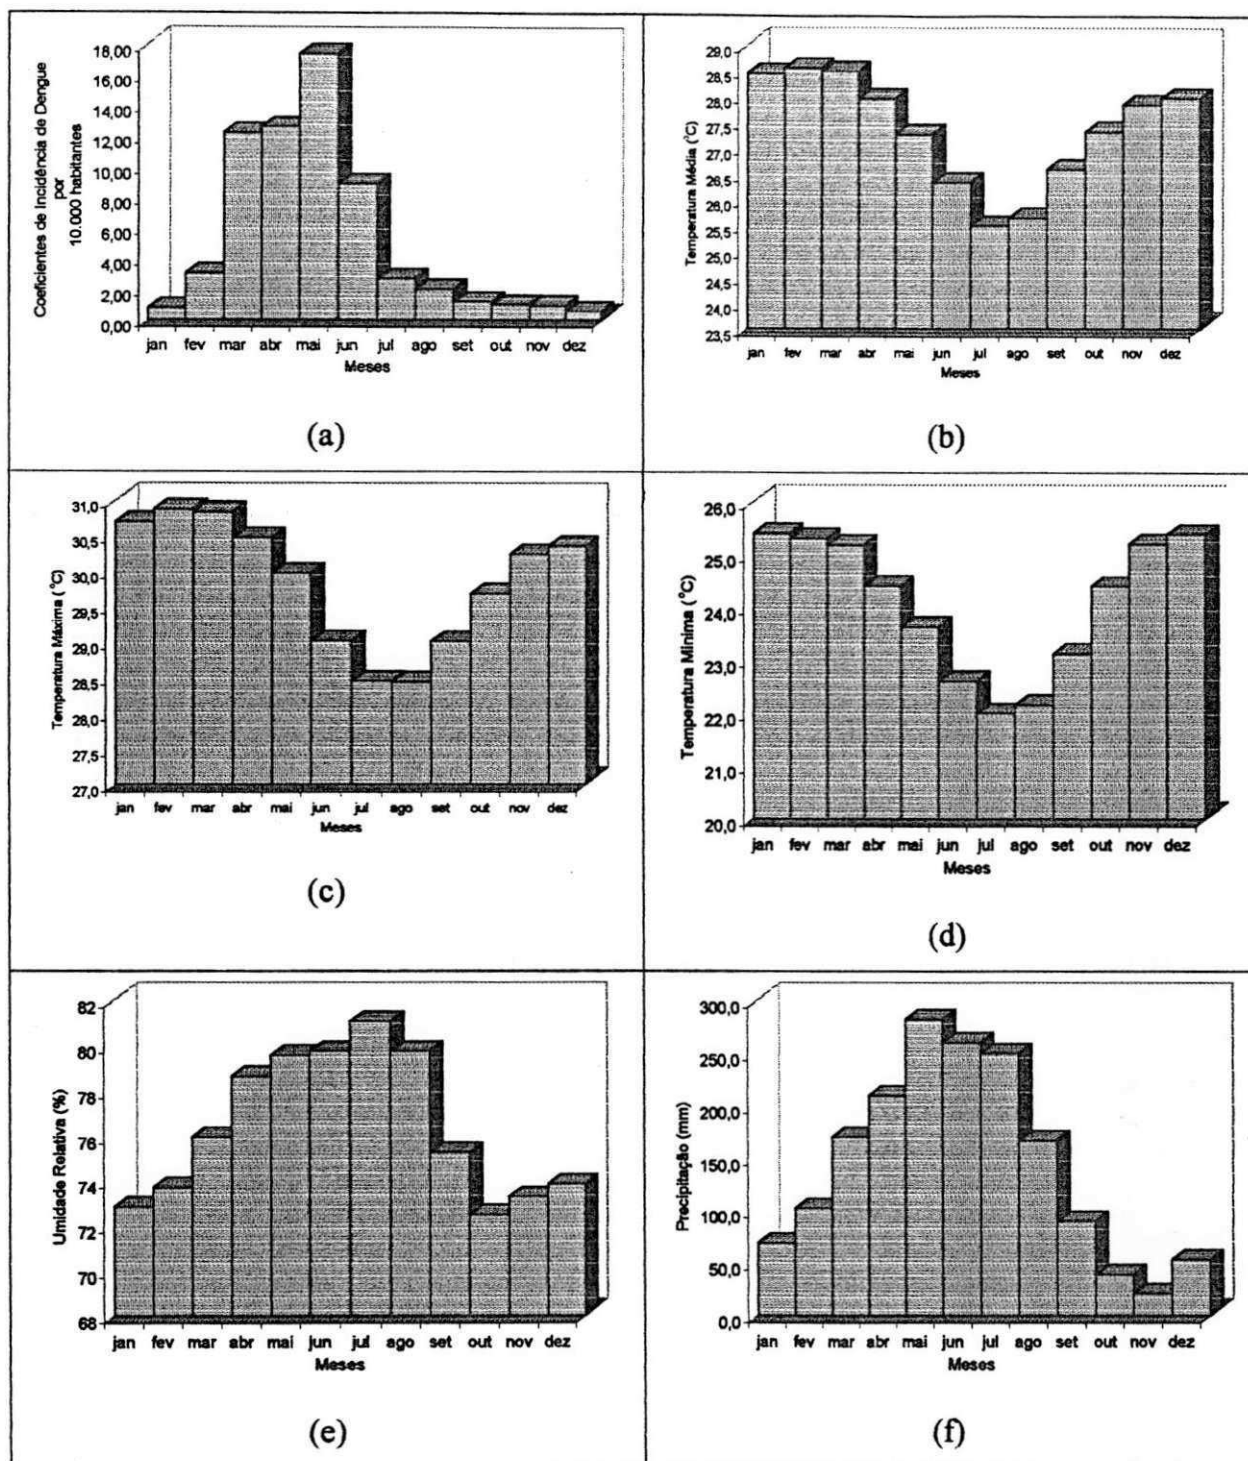 Coeficientes de Incidência de Dengue
por
10.000 habitantes
18,00
16,00
14,00
12,00
10,00
8,00
6,00
4,00
2,00
0,00
jan fev mar abr mai jun jul ago set out nov dez
Meses
(a)
Temperatura Média (°C)
29,0
28,5
28,0
27,5
27,0
26,5
26,0
25,5
25,0
24,5
24,0
23,5
jan fev mar abr mai jun jul ago set out nov dez
Meses
(b)
Temperatura Máxima (°C)
31,0
30,5
30,0
29,5
29,0
28,5
28,0
27,5
27,0
jan fev mar abr mai jun jul ago set out nov dez
Meses
(c)
Temperatura Mínima (°C)
26,0
25,0
24,0
23,0
22,0
21,0
20,0
jan fev mar abr mai jun jul ago set out nov dez
Meses
(d)
Umidade Relativa (%)
82
80
78
76
74
72
70
68
jan fev mar abr mai jun jul ago set out nov dez
Meses
(e)
Precipitação (mm)
300,0
250,0
200,0
150,0
100,0
50,0
0,0
jan fev mar abr mai jun jul ago set out nov dez
Meses
(f)